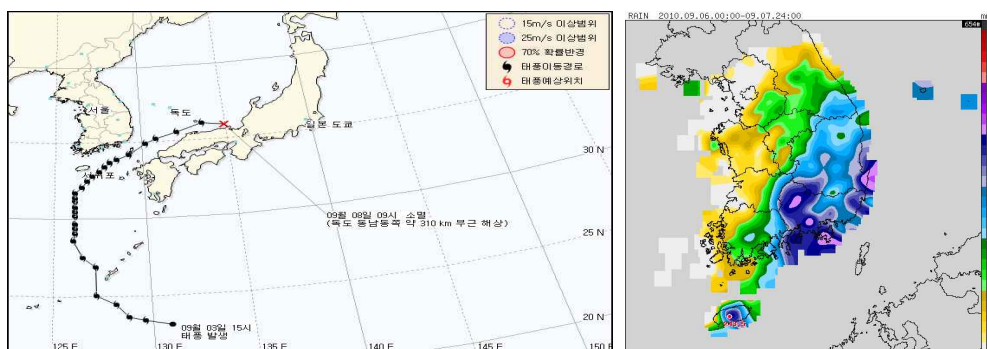 15m/s 이상범위
25m/s 이상범위
70% 확률반경
태풍이동경로
태풍예상위치
서울
독도
일본 도쿄
30 N
25 N
20 N
09월 08일 09시 소멸
(독도 동남동쪽 약 310 km 부근 해상)
09월 03일 15시
태풍 발생
125 E
130 E
135 E
140 E
145 E
150 E
RAIN 2010.09.06.00:00-09.07.24:00